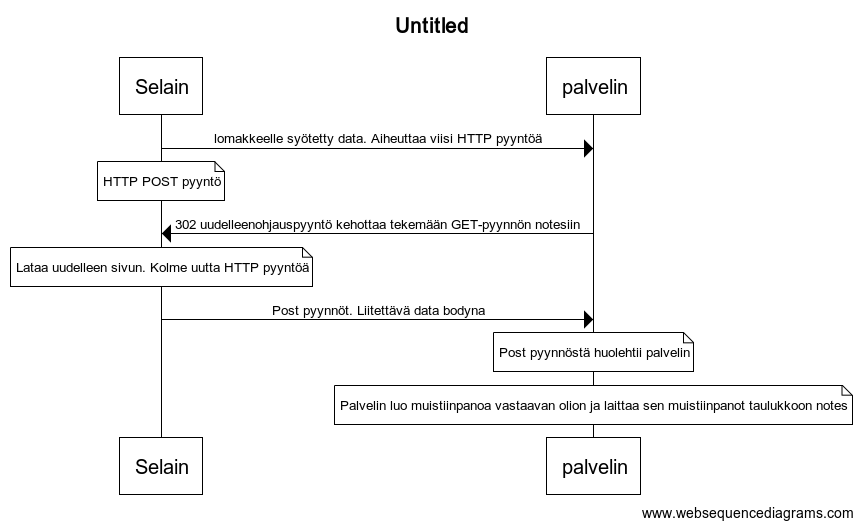 Untitled
Selain
palvelin
lomakkeelle syötetty data. Aiheuttaa viisi HTTP pyyntöä
HTTP POST pyyntö
302 uudelleenohjauspyyntö kehottaa tekemään GET-pyynnön notesiin
Lataa uudelleen sivun. Kolme uutta HTTP pyyntöä
Post pyynnöt. Liitettävä data bodyna
Post pyynnöstä huolehtii palvelin
Palvelin luo muistiinpanoa vastaavan olion ja laittaa sen muistiinpanot taulukkoon notes
Selain
palvelin
www.websequencediagrams.com